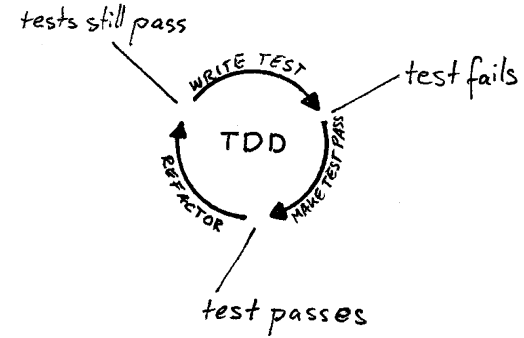 tests still pass
WRITE TEST
test fails
TDD
MAKE TEST PASS
REFACTOR
test passes